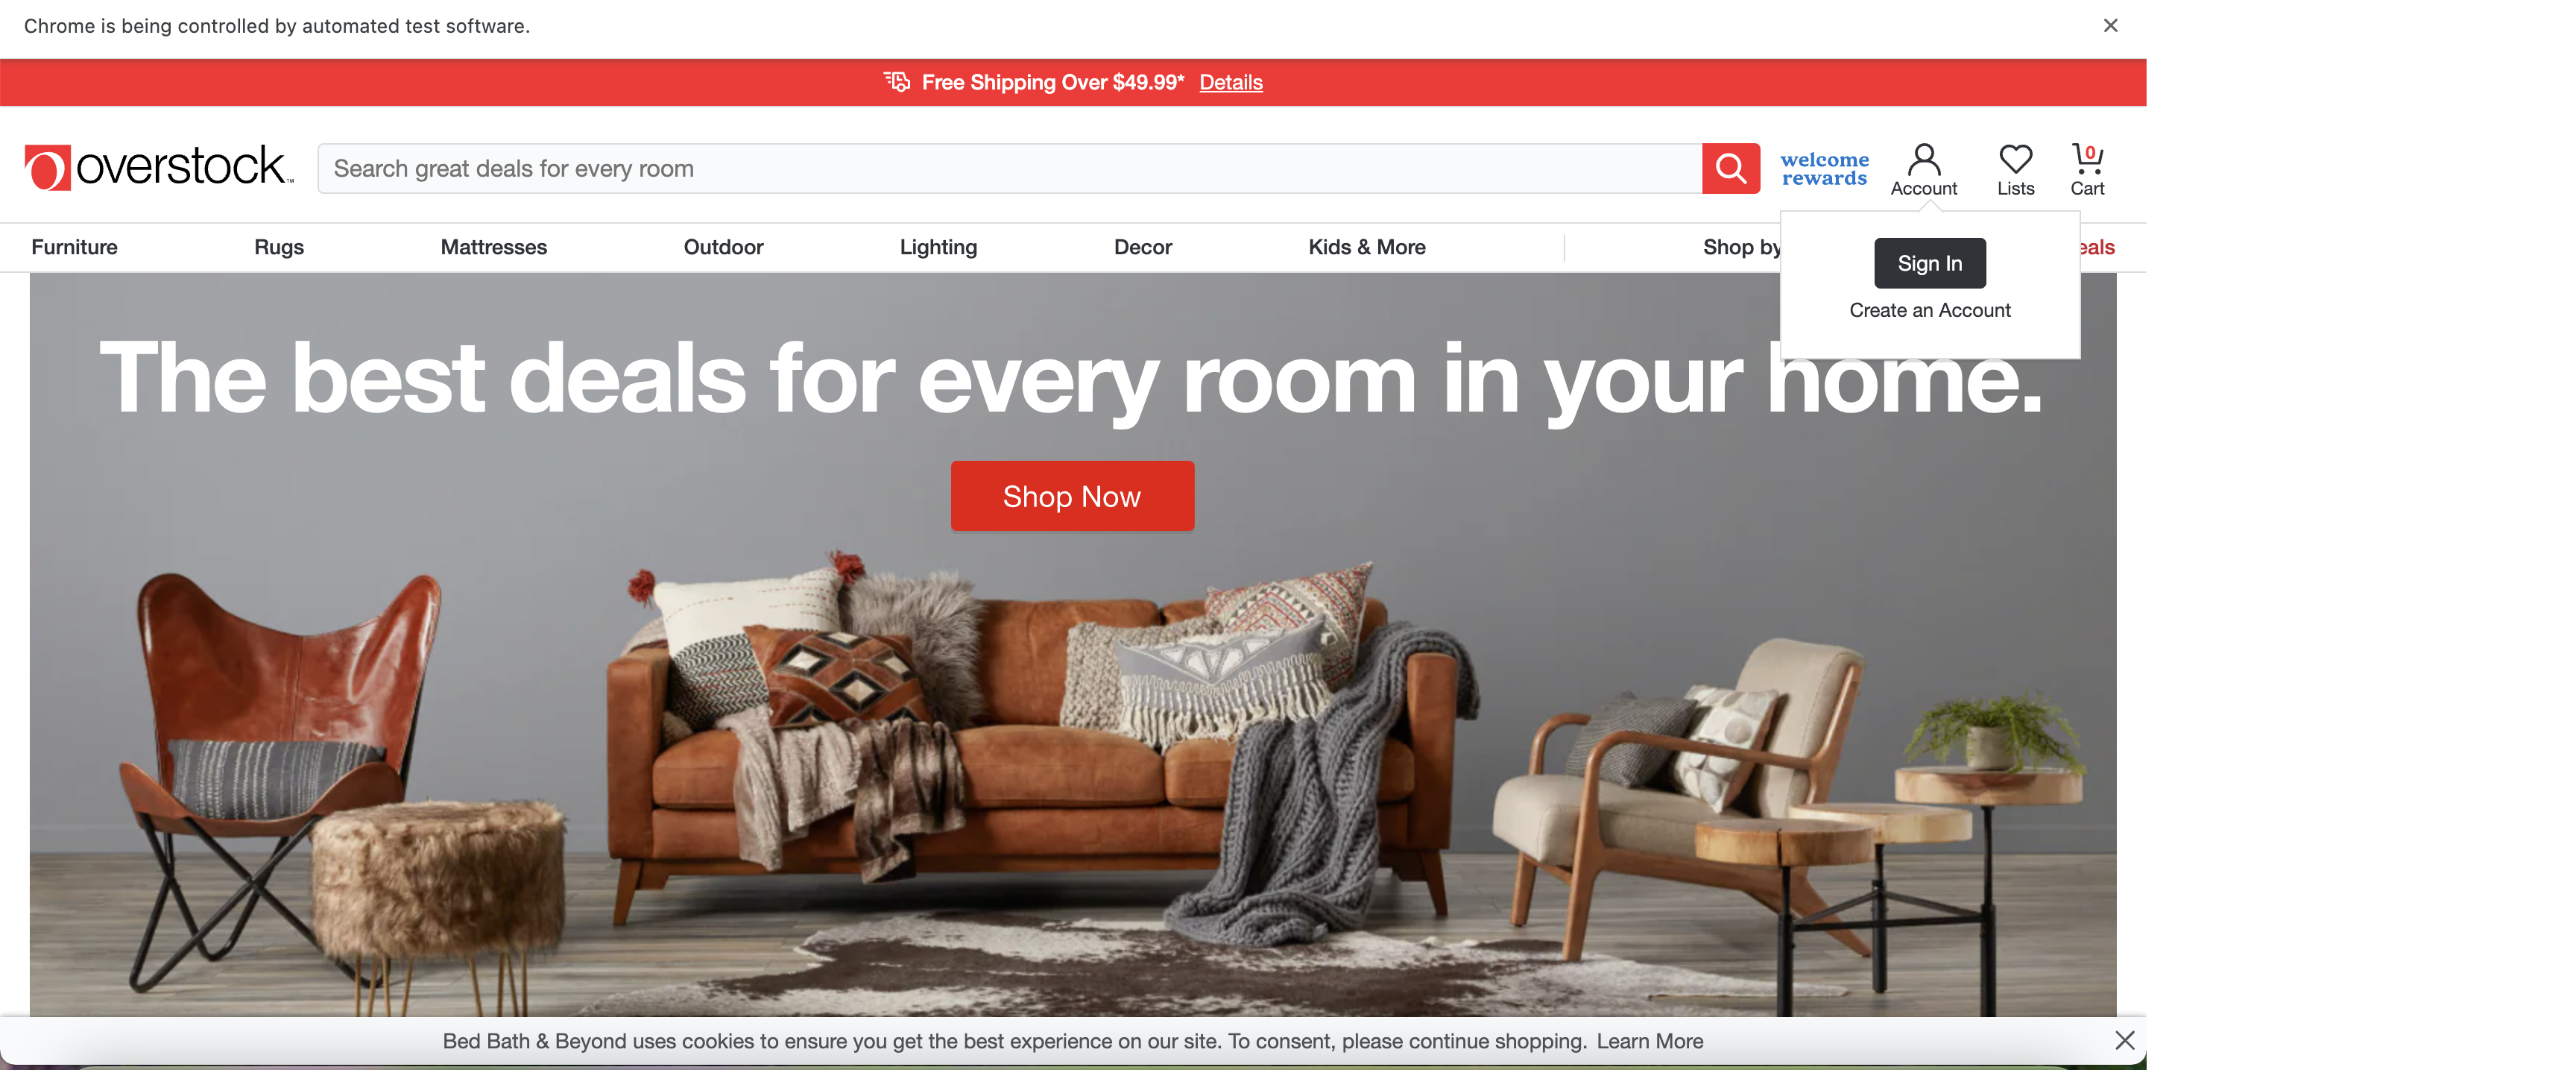 Chrome is being controlled by automated test software.
Free Shipping Over $49.99* Details
overstock™
Search great deals for every room
welcome
rewards
Account
Lists
0
Cart
Furniture
Rugs
Mattresses
Outdoor
Lighting
Decor
Kids & More
Shop by
eals
Sign In
Create an Account
The best deals for every room in your home.
Shop Now
Bed Bath & Beyond uses cookies to ensure you get the best experience on our site. To consent, please continue shopping. Learn More